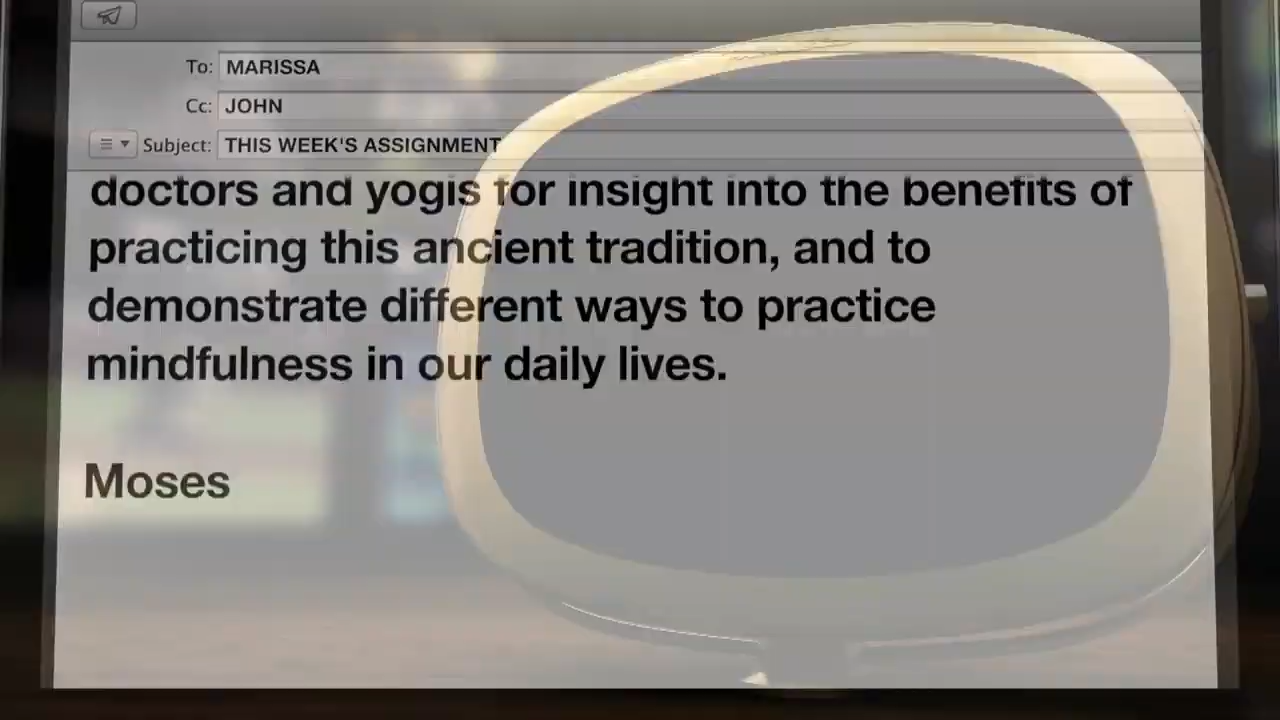 To: MARISSA
Cc: JOHN
Subject: THIS WEEK'S ASSIGNMENT
doctors and yogis for insight into the benefits of
practicing this ancient tradition, and to
demonstrate different ways to practice
mindfulness in our daily lives.
Moses